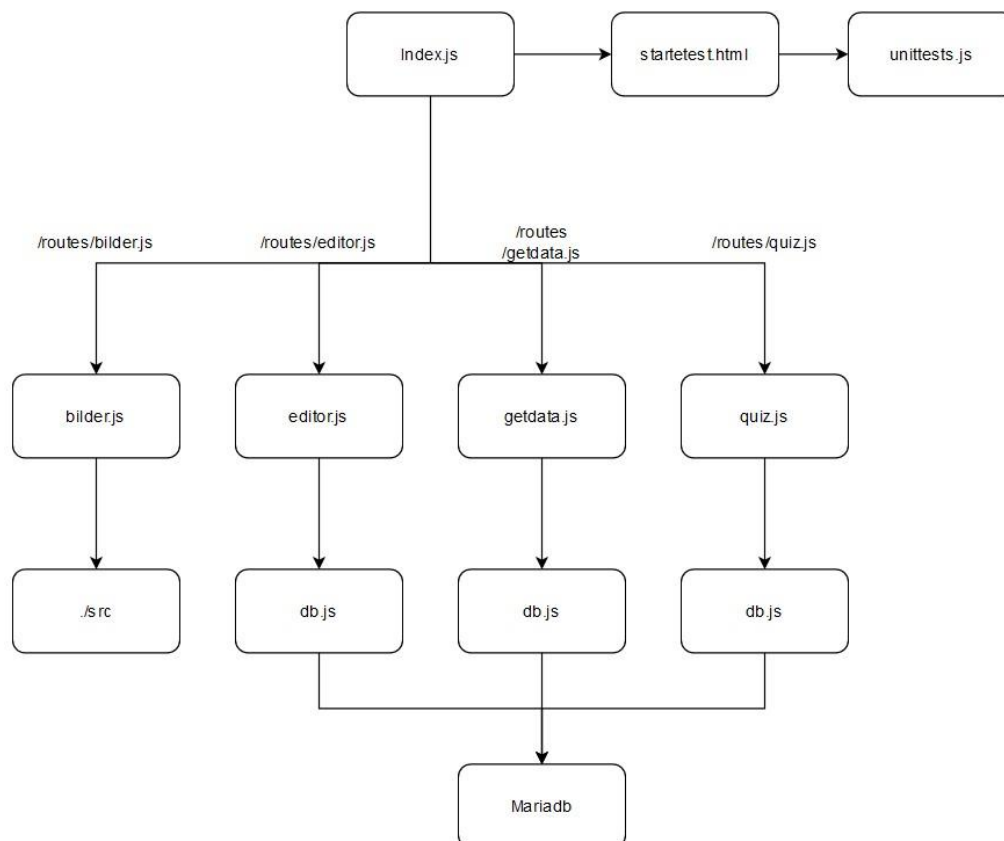 Index.js
startetest.html
unittests.js
/routes/bilder.js
/routes/editor.js
/routes
/getdata.js
/routes/quiz.js
bilder.js
editor.js
getdata.js
quiz.js
./src
db.js
db.js
db.js
Mariadb